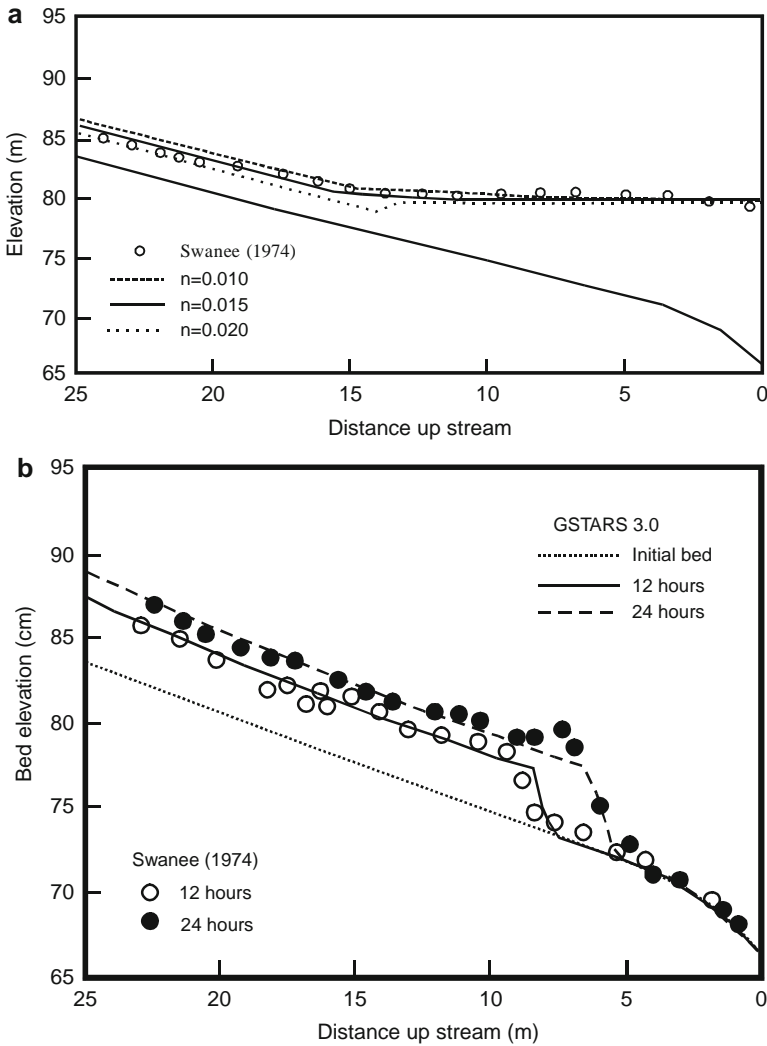 a
95
90
85
80
75
70
65
Elevation (m)
Swanee (1974)
n=0.010
n=0.015
n=0.020
25 20 15 10 5 0
Distance up stream
b
95
90
85
80
75
70
65
Bed elevation (cm)
GSTARS 3.0
Initial bed
12 hours
24 hours
Swanee (1974)
12 hours
24 hours
25 20 15 10 5 0
Distance up stream (m)